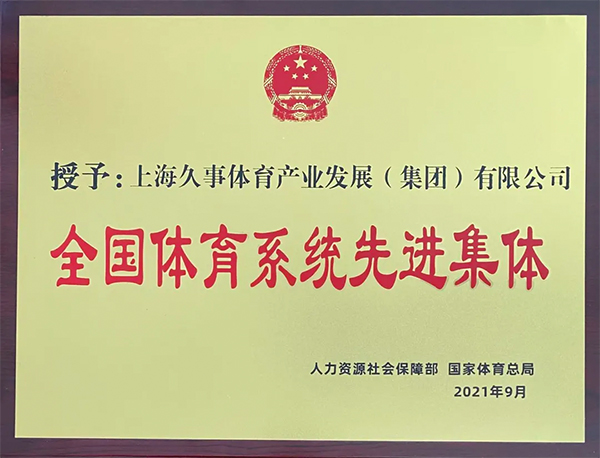 授予：上海久事体育产业发展（集团）有限公司
全国体育系统先进集体
人力资源社会保障部 国家体育总局
2021年9月